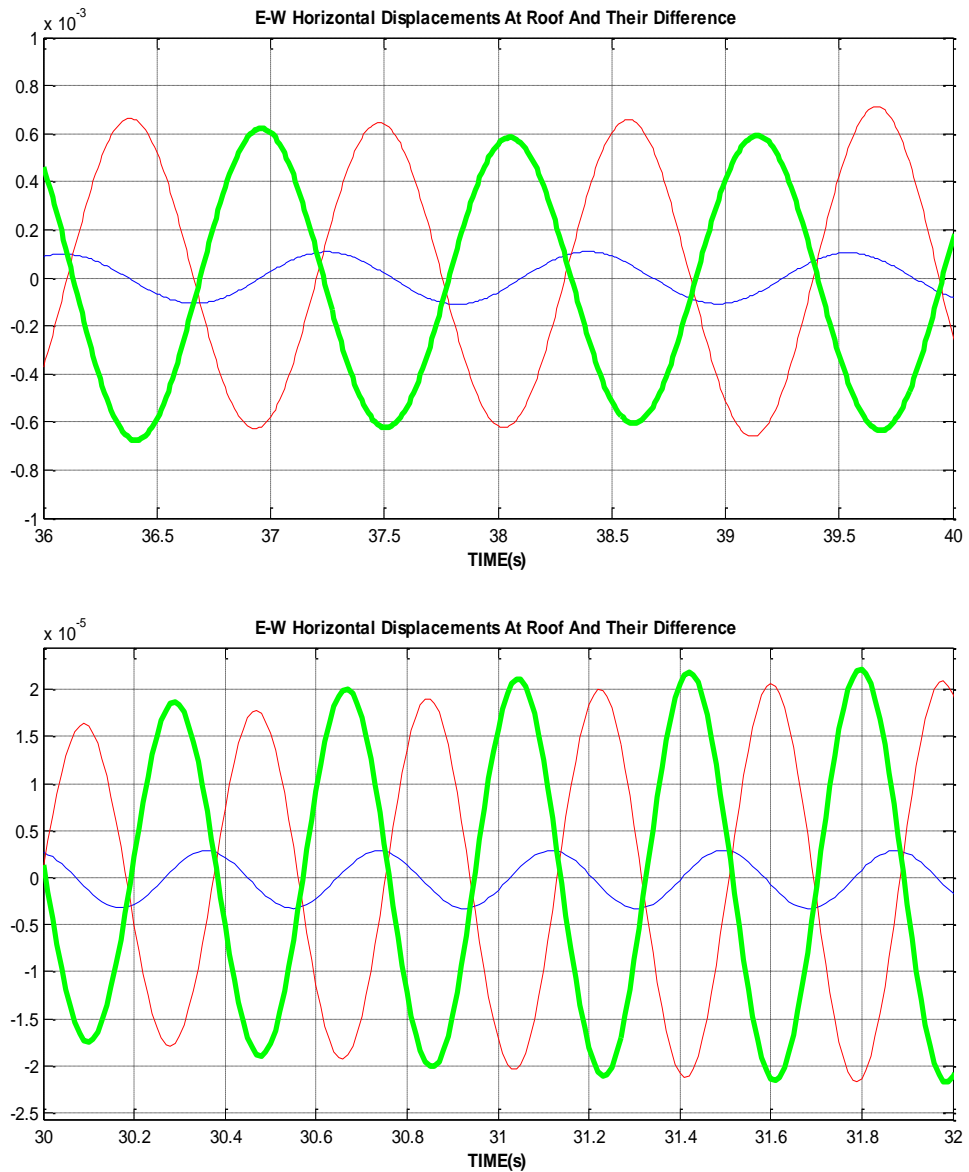 E-W Horizontal Displacements At Roof And Their Difference
x 10^-3
1
0.8
0.6
0.4
0.2
0
-0.2
-0.4
-0.6
-0.8
-1
36 36.5 37 37.5 38 38.5 39 39.5 40
TIME(s)
E-W Horizontal Displacements At Roof And Their Difference
x 10^-5
2
1.5
1
0.5
0
-0.5
-1
-1.5
-2
-2.5
30 30.2 30.4 30.6 30.8 31 31.2 31.4 31.6 31.8 32
TIME(s)